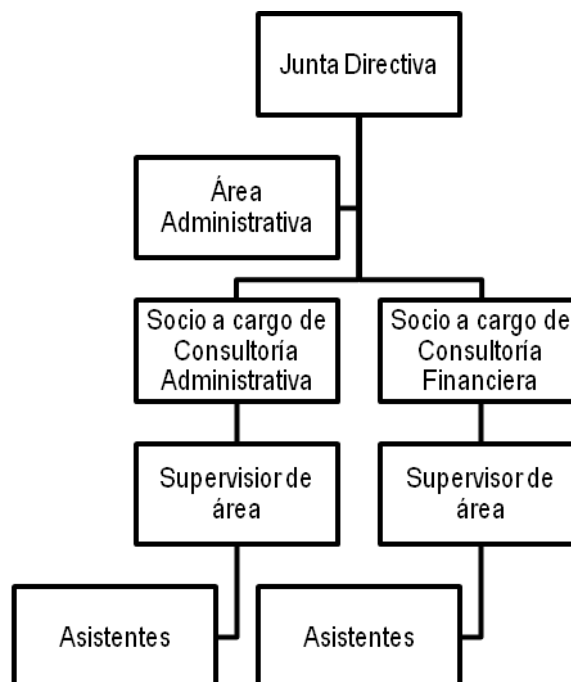 Junta Directiva
Área
Administrativa
Socio a cargo de
Consultoría
Administrativa
Socio a cargo de
Consultoría
Financiera
Supervisior de
área
Supervisor de
área
Asistentes
Asistentes